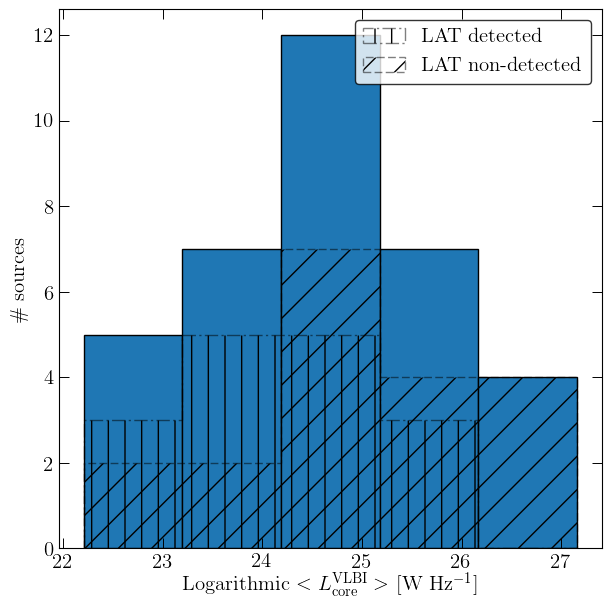 LAT detected
LAT non-detected
12
10
8
6
4
2
0
# sources
22 23 24 25 26 27
Logarithmic < L_core^VLBI > [W Hz⁻¹]